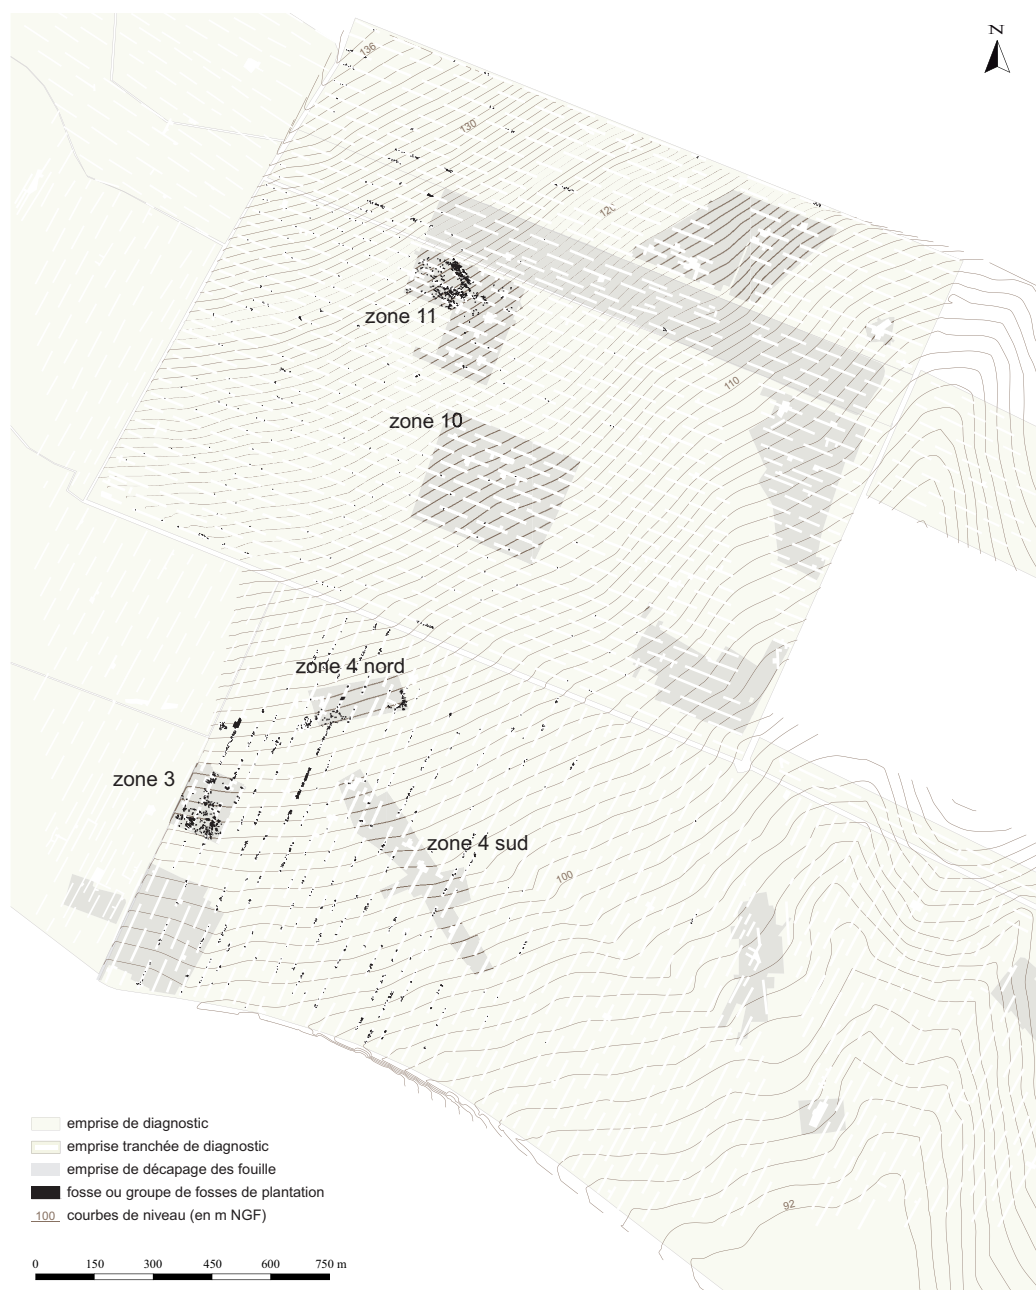 N
136
130
zone 11
110
zone 10
zone 4 nord
zone 3
zone 4 sud
100
92
emprise de diagnostic
emprise tranchée de diagnostic
emprise de décapage des fouille
fosse ou groupe de fosses de plantation
100 courbes de niveau (en m NGF)
0 150 300 450 600 750 m